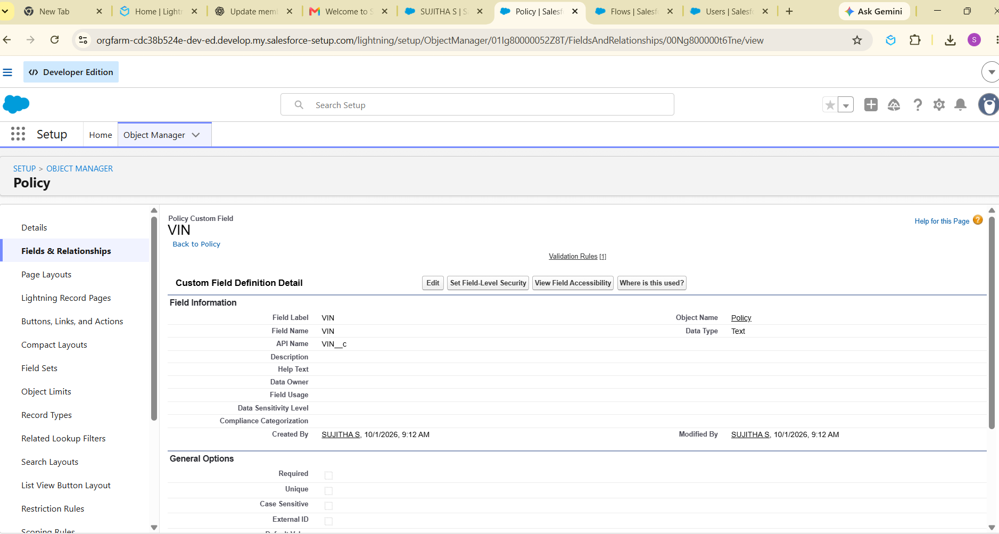 New Tab
Home | Lightn
Update mem
Welcome to S
SUJITHA S | S
Policy | Salesf
Flows | Salesf
Users | Salesfo
Ask Gemini
orgfarm-cdc38b524e-dev-ed.develop.my.salesforce-setup.com/lightning/setup/ObjectManager/01Ig80000052Z8T/FieldsAndRelationships/00Ng800000t6Tne/view
S
</> Developer Edition
Search Setup
Setup
Home
Object Manager
SETUP > OBJECT MANAGER
Policy
Details
Fields & Relationships
Page Layouts
Lightning Record Pages
Buttons, Links, and Actions
Compact Layouts
Field Sets
Object Limits
Record Types
Related Lookup Filters
Search Layouts
List View Button Layout
Restriction Rules
Scoping Rules
Policy Custom Field
VIN
Back to Policy
Help for this Page ?
Validation Rules [1]
Custom Field Definition Detail
Edit
Set Field-Level Security
View Field Accessibility
Where is this used?
Field Information
Field Label VIN
Object Name Policy
Field Name VIN
Data Type Text
API Name VIN__c
Description
Help Text
Data Owner
Field Usage
Data Sensitivity Level
Compliance Categorization
Created By SUJITHA S, 10/1/2026, 9:12 AM
Modified By SUJITHA S, 10/1/2026, 9:12 AM
General Options
Required
Unique
Case Sensitive
External ID